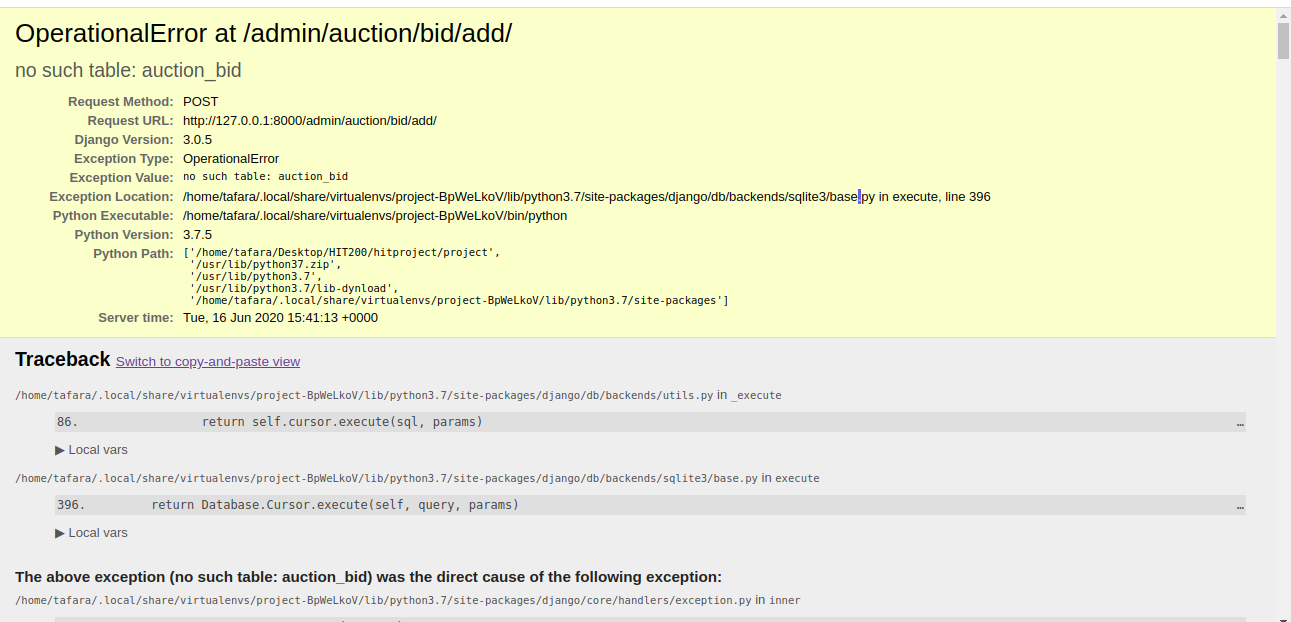 OperationalError at /admin/auction/bid/add/
no such table: auction_bid
Request Method: POST
Request URL: http://127.0.0.1:8000/admin/auction/bid/add/
Django Version: 3.0.5
Exception Type: OperationalError
Exception Value: no such table: auction_bid
Exception Location: /home/tafara/.local/share/virtualenvs/project-BpWeLkoV/lib/python3.7/site-packages/django/db/backends/sqlite3/base.py in execute, line 396
Python Executable: /home/tafara/.local/share/virtualenvs/project-BpWeLkoV/bin/python
Python Version: 3.7.5
Python Path: ['/home/tafara/Desktop/HIT200/hitproject/project',
'/usr/lib/python37.zip',
'/usr/lib/python3.7',
'/usr/lib/python3.7/lib-dynload',
'/home/tafara/.local/share/virtualenvs/project-BpWeLkoV/lib/python3.7/site-packages']
Server time: Tue, 16 Jun 2020 15:41:13 +0000
Traceback Switch to copy-and-paste view
/home/tafara/.local/share/virtualenvs/project-BpWeLkoV/lib/python3.7/site-packages/django/db/backends/utils.py in _execute
86. return self.cursor.execute(sql, params) …
▶ Local vars
/home/tafara/.local/share/virtualenvs/project-BpWeLkoV/lib/python3.7/site-packages/django/db/backends/sqlite3/base.py in execute
396. return Database.Cursor.execute(self, query, params) …
▶ Local vars
The above exception (no such table: auction_bid) was the direct cause of the following exception:
/home/tafara/.local/share/virtualenvs/project-BpWeLkoV/lib/python3.7/site-packages/django/core/handlers/exception.py in inner